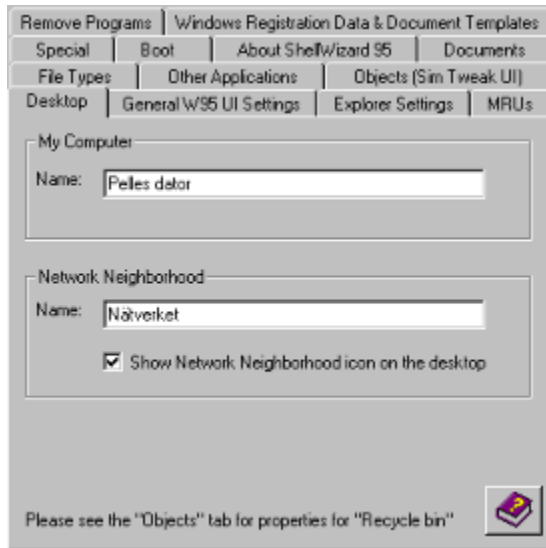 Remove Programs Windows Registration Data & Document Templates
Special Boot About ShellWizard 95 Documents
File Types Other Applications Objects (Sim Tweak UI)
Desktop General W95 UI Settings Explorer Settings MRUs
My Computer
Name: Pelles dator
Network Neighborhood
Name: Nätverket
Show Network Neighborhood icon on the desktop
Please see the "Objects" tab for properties for "Recycle bin"